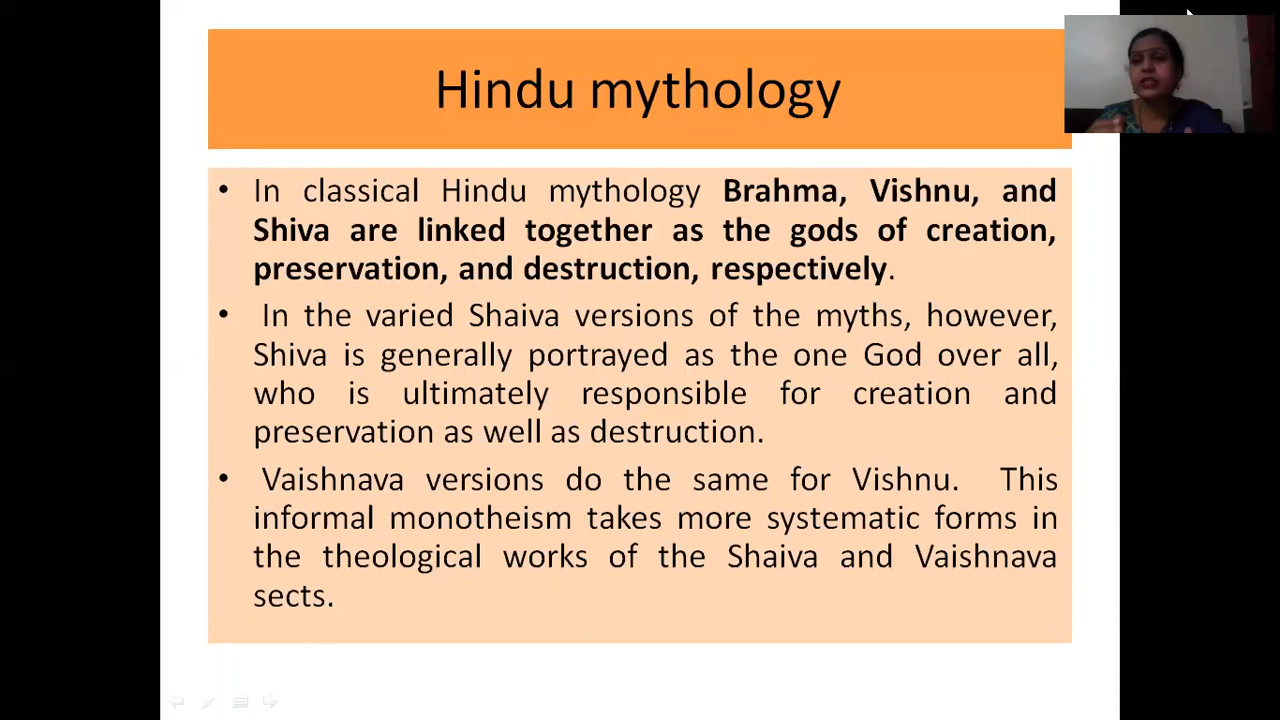 Hindu mythology
• In classical Hindu mythology Brahma, Vishnu, and
Shiva are linked together as the gods of creation,
preservation, and destruction, respectively.
• In the varied Shaiva versions of the myths, however,
Shiva is generally portrayed as the one God over all,
who is ultimately responsible for creation and
preservation as well as destruction.
• Vaishnava versions do the same for Vishnu. This
informal monotheism takes more systematic forms in
the theological works of the Shaiva and Vaishnava
sects.